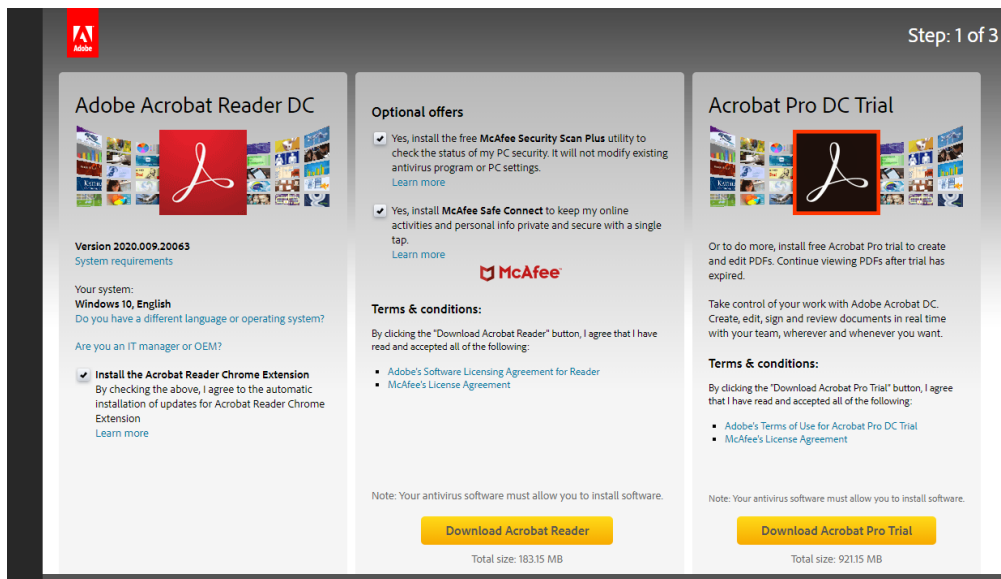 Adobe
Step: 1 of 3
Adobe Acrobat Reader DC
Version 2020.009.20063
System requirements
Your system:
Windows 10, English
Do you have a different language or operating system?
Are you an IT manager or OEM?
Install the Acrobat Reader Chrome Extension
By checking the above, I agree to the automatic
installation of updates for Acrobat Reader Chrome
Extension
Learn more
Optional offers
Yes, install the free McAfee Security Scan Plus utility to
check the status of my PC security. It will not modify existing
antivirus program or PC settings.
Learn more
Yes, install McAfee Safe Connect to keep my online
activities and personal info private and secure with a single
tap.
Learn more
McAfee
Terms & conditions:
By clicking the "Download Acrobat Reader" button, I agree that I have
read and accepted all of the following:
Adobe's Software Licensing Agreement for Reader
McAfee's License Agreement
Note: Your antivirus software must allow you to install software.
Download Acrobat Reader
Total size: 183.15 MB
Acrobat Pro DC Trial
Or to do more, install free Acrobat Pro trial to create
and edit PDFs. Continue viewing PDFs after trial has
expired.
Take control of your work with Adobe Acrobat DC.
Create, edit, sign and review documents in real time
with your team, wherever and whenever you want.
Terms & conditions:
By clicking the "Download Acrobat Pro Trial" button, I agree
that I have read and accepted all of the following:
Adobe's Terms of Use for Acrobat Pro DC Trial
McAfee's License Agreement
Note: Your antivirus software must allow you to install software.
Download Acrobat Pro Trial
Total size: 921.15 MB